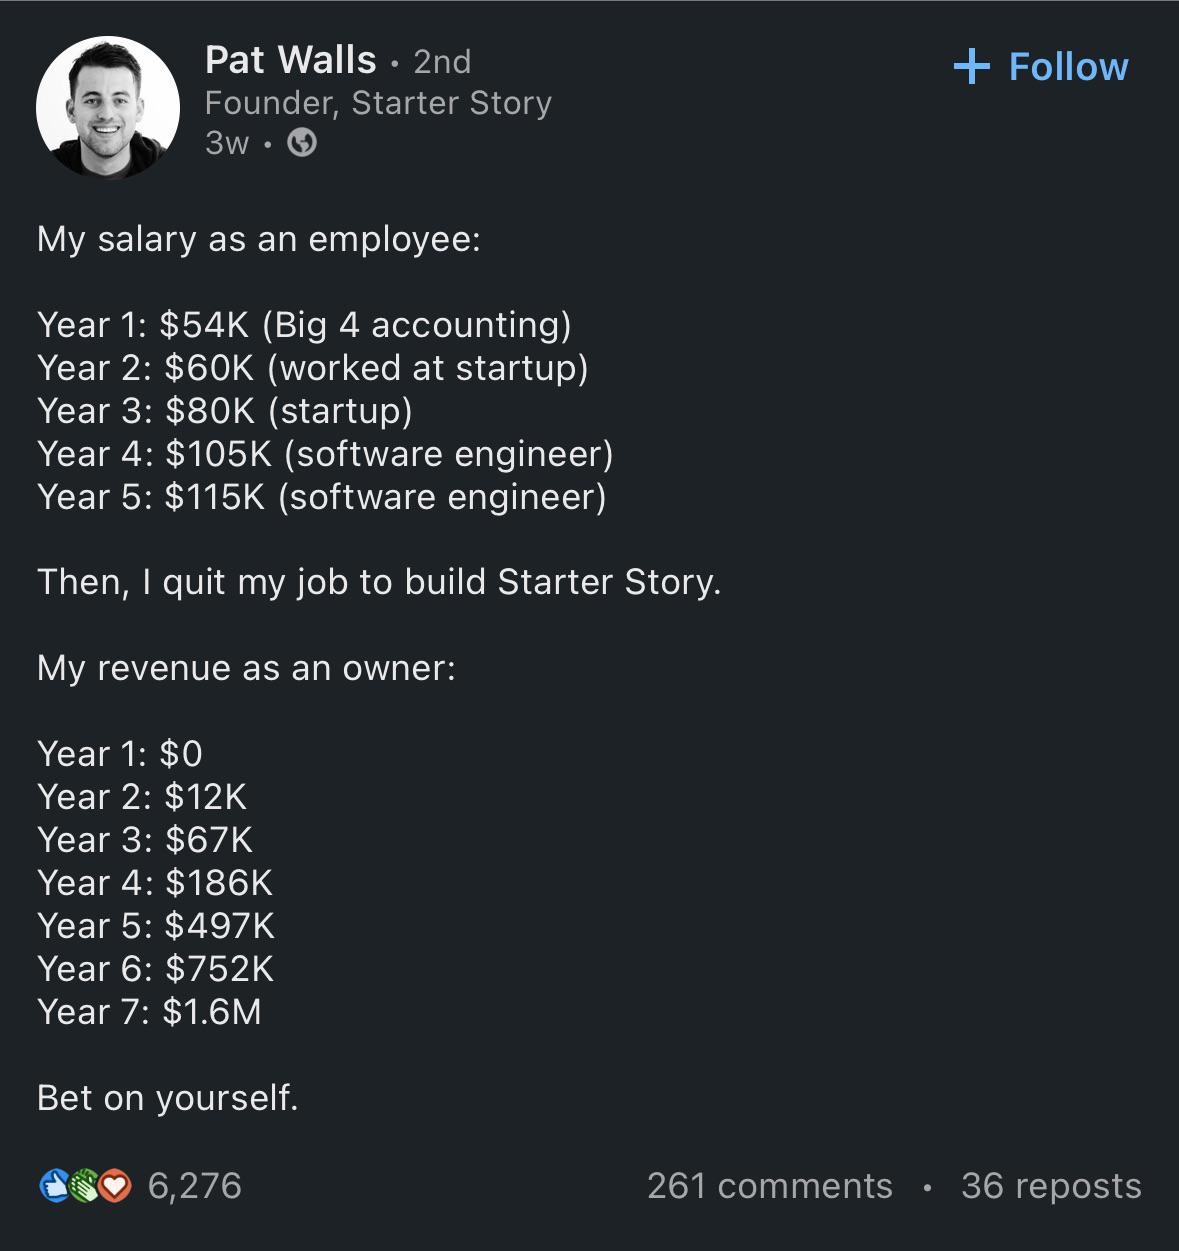 Pat Walls • 2nd
+ Follow
Founder, Starter Story
3w •
My salary as an employee:
Year 1: $54K (Big 4 accounting)
Year 2: $60K (worked at startup)
Year 3: $80K (startup)
Year 4: $105K (software engineer)
Year 5: $115K (software engineer)
Then, I quit my job to build Starter Story.
My revenue as an owner:
Year 1: $0
Year 2: $12K
Year 3: $67K
Year 4: $186K
Year 5: $497K
Year 6: $752K
Year 7: $1.6M
Bet on yourself.
6,276
261 comments • 36 reposts